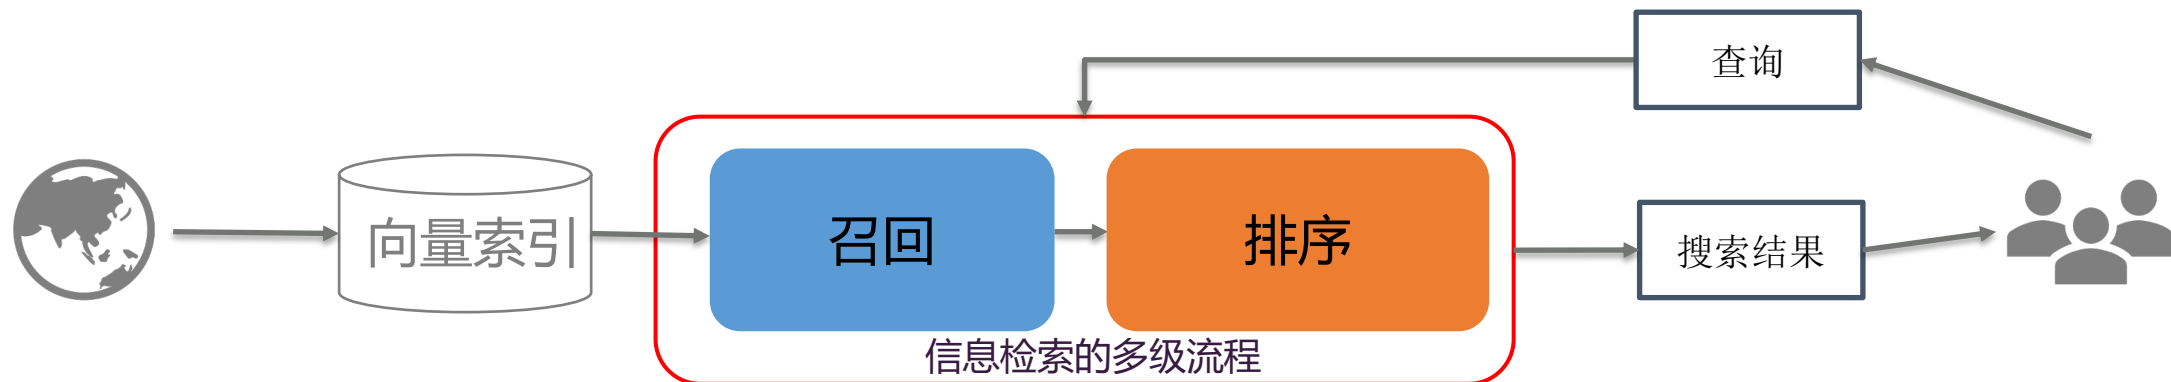 查询
向量索引
召回
排序
搜索结果
信息检索的多级流程